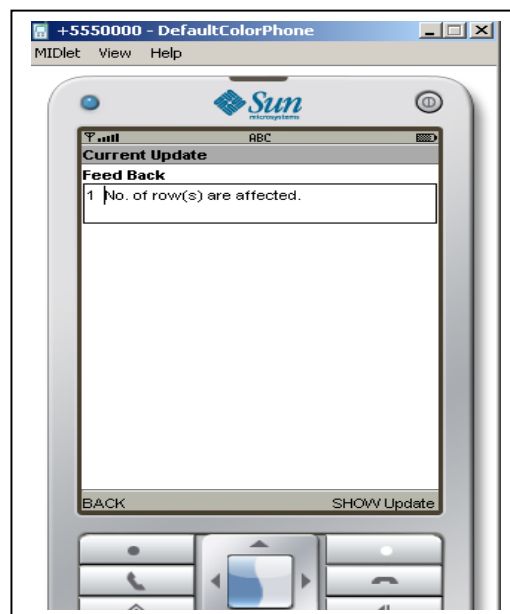 +5550000 - DefaultColorPhone
MIDlet View Help
Sun
microsystems
ABC
Current Update
Feed Back
1 No. of row(s) are affected.
BACK SHOW Update